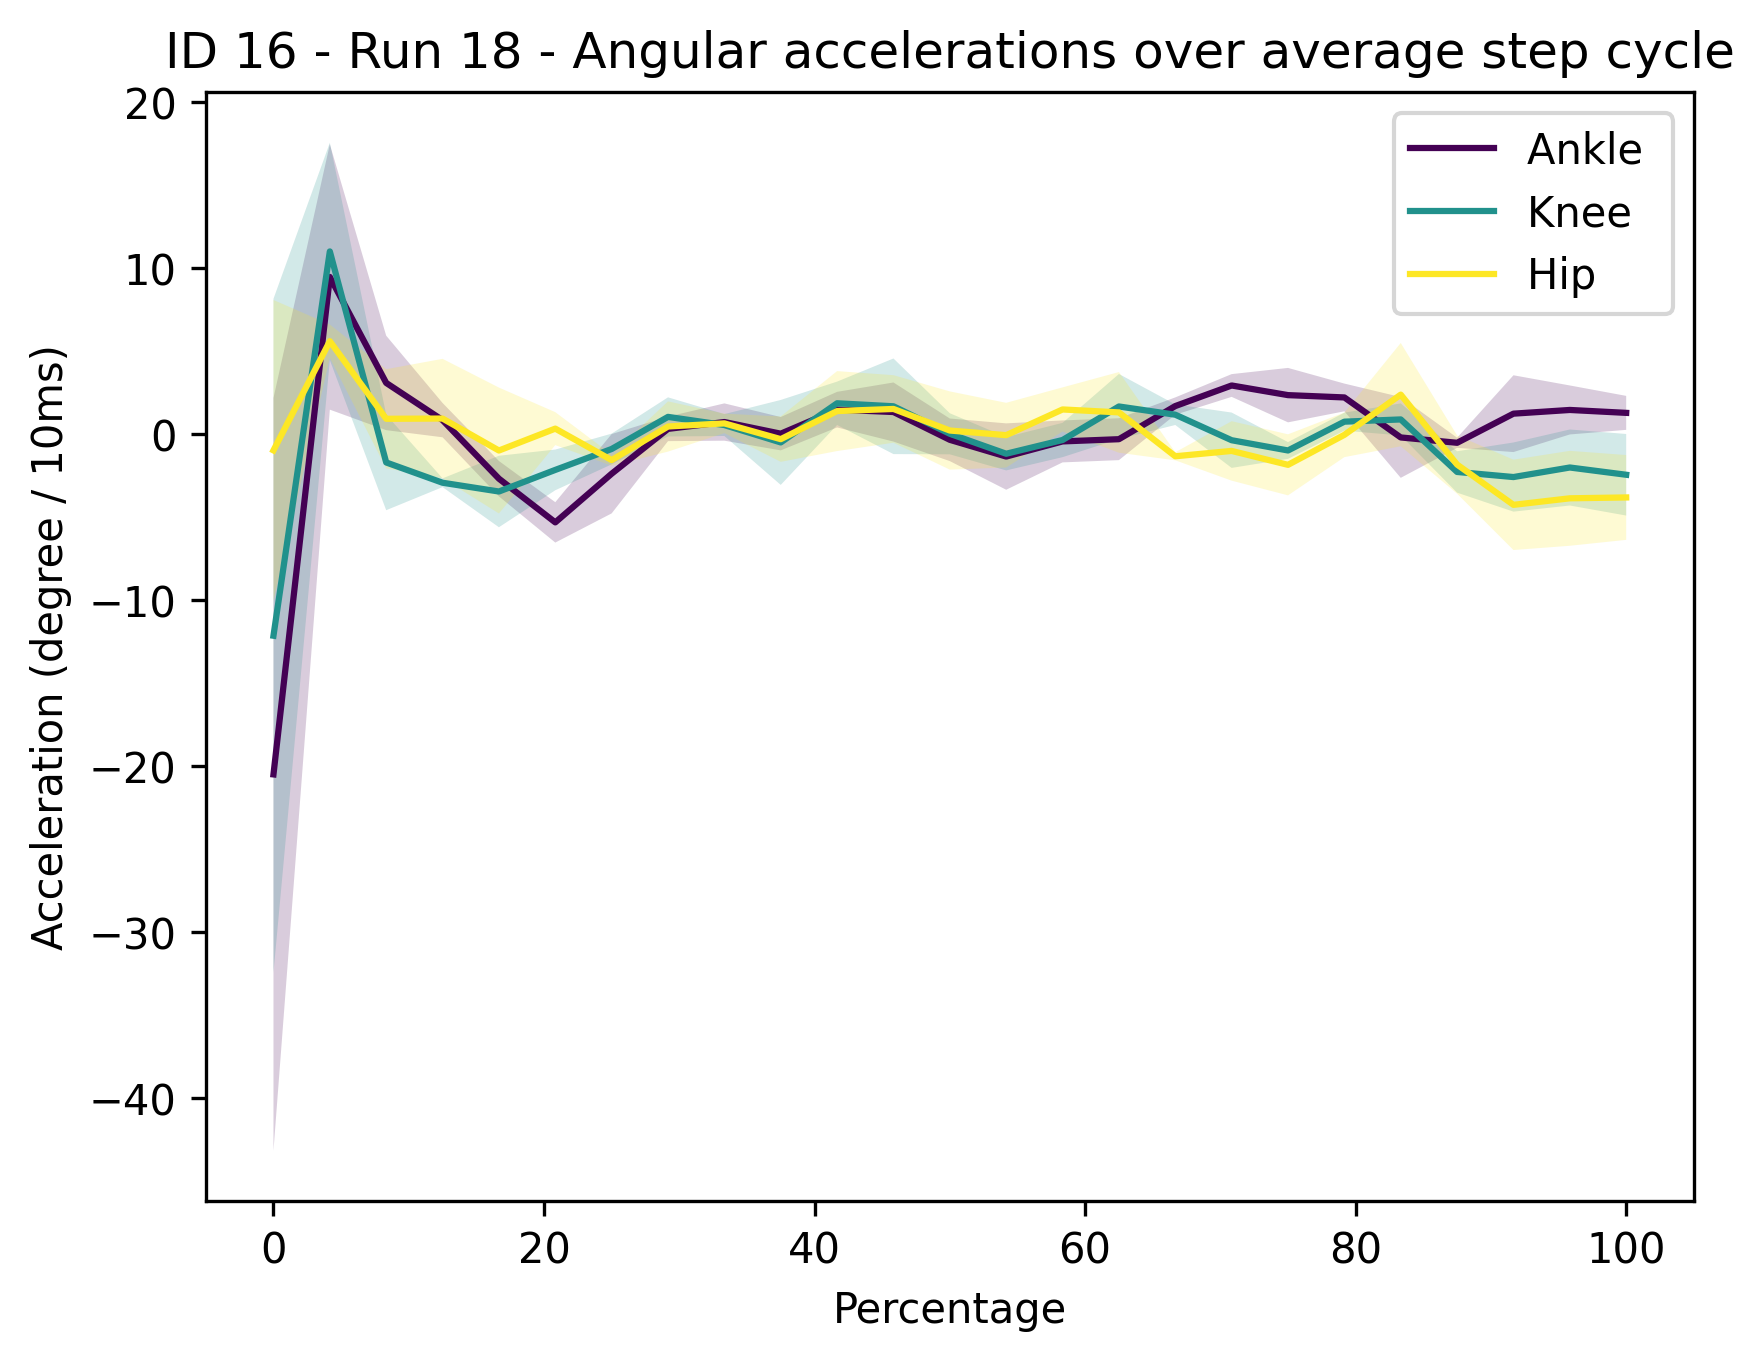 ID 16 - Run 18 - Angular accelerations over average step cycle
20
10
0
−10
−20
−30
−40
Acceleration (degree / 10ms)
Ankle
Knee
Hip
0 20 40 60 80 100
Percentage